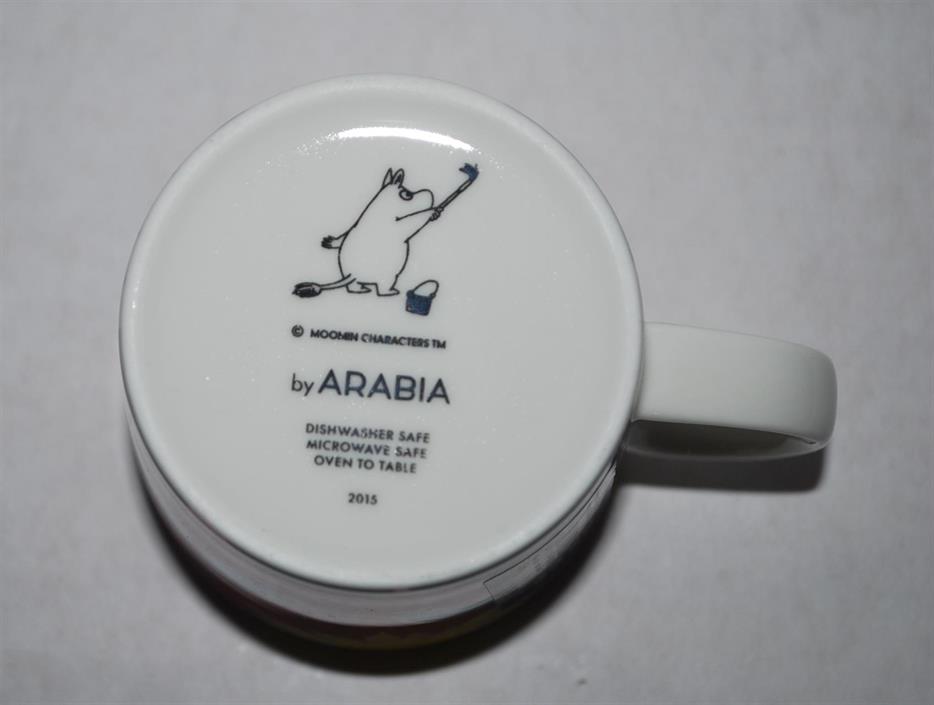 © MOOMIN CHARACTERS TM
by ARABIA
DISHWASHER SAFE
MICROWAVE SAFE
OVEN TO TABLE
2015